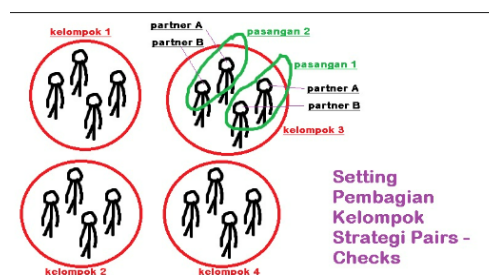 partner A
kelompok 1
pasangan 2
partner B
pasangan 1
partner A
partner B
kelompok 3
Setting
Pembagian
Kelompok
Strategi Pairs -
Checks
kelompok 2
kelompok 4